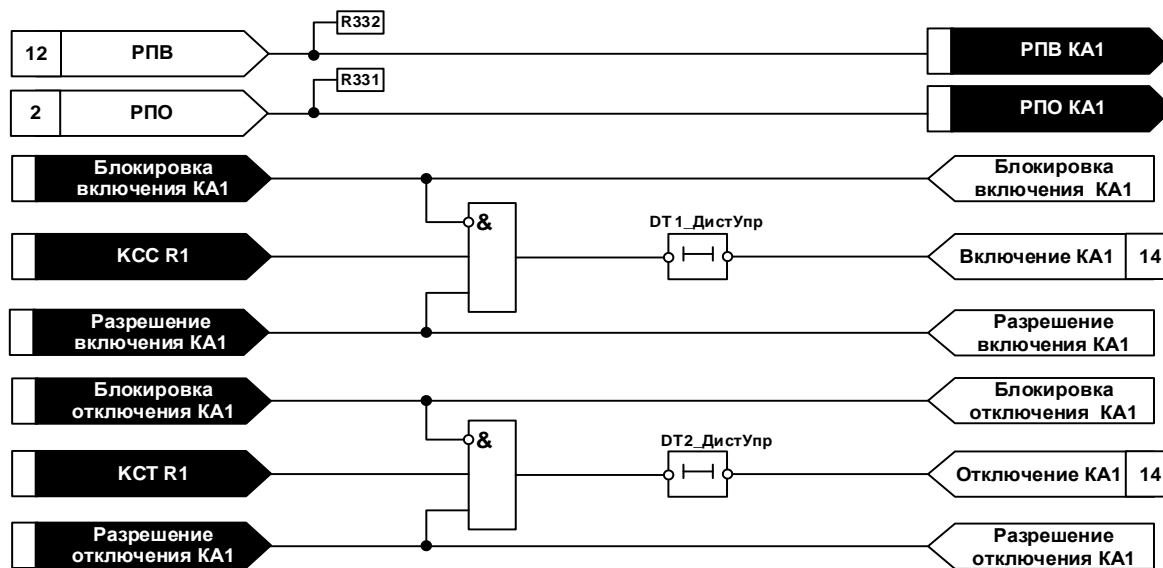 R332
12 РПВ РПВ КА1
R331
2 РПО РПО КА1
Блокировка
включения КА1
Блокировка
включения КА1
&
DT1_ДистУпр
KCC R1
Включение КА1 14
Разрешение
включения КА1
Разрешение
включения КА1
Блокировка
отключения КА1
Блокировка
отключения КА1
&
DT2_ДистУпр
KCT R1
Отключение КА1 14
Разрешение
отключения КА1
Разрешение
отключения КА1